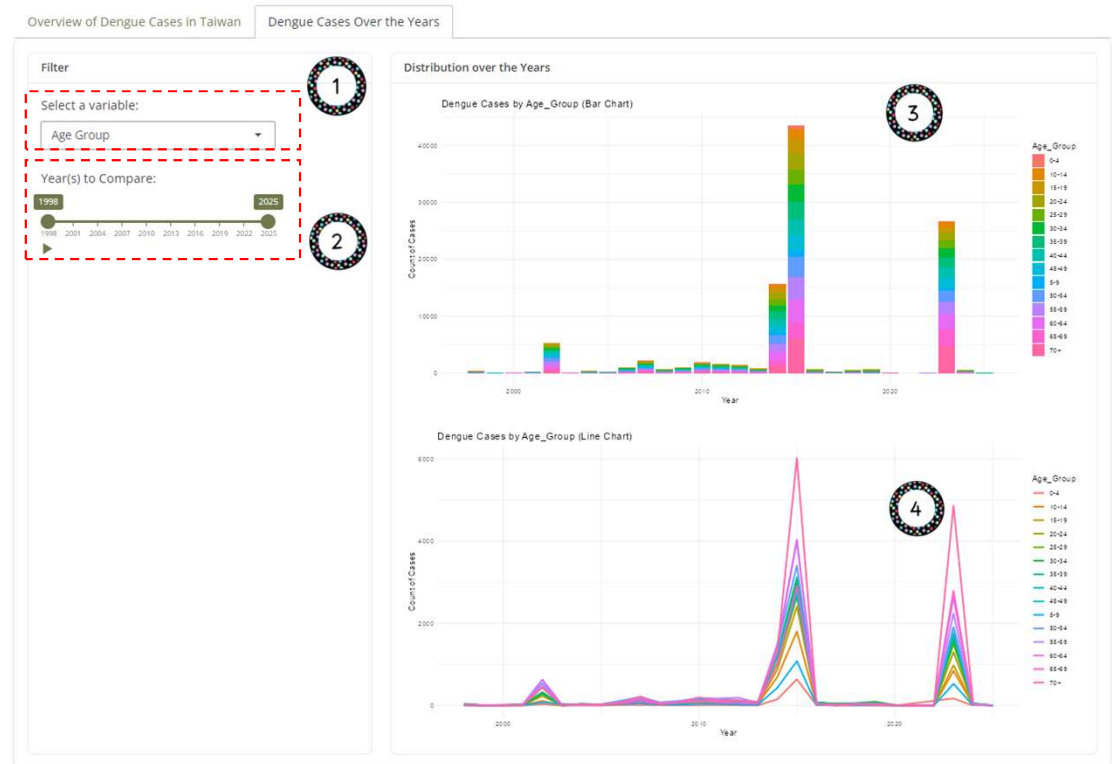 Overview of Dengue Cases in Taiwan
Dengue Cases Over the Years
Filter
1
Select a variable:
Age Group
Year(s) to Compare:
1998 2025
1998 2001 2004 2007 2010 2013 2016 2019 2022 2025
2
Distribution over the Years
Dengue Cases by Age_Group (Bar Chart)
3
40000
30000
20000
10000
0
Count of Cases
2000 2010 2020
Year
Age_Group
0-4
10-14
15-19
20-24
25-29
30-34
35-39
40-44
45-49
5-9
50-54
55-59
60-64
65-69
70+
Dengue Cases by Age_Group (Line Chart)
4
6000
4000
2000
0
Count of Cases
2000 2010 2020
Year
Age_Group
0-4
10-14
15-19
20-24
25-29
30-34
35-39
40-44
45-49
5-9
50-54
55-59
60-64
65-69
70+